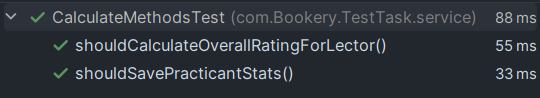 CalculateMethodsTest (com.Bookery.TestTask.service) 88 ms
shouldCalculateOverallRatingForLector() 55 ms
shouldSavePracticantStats() 33 ms